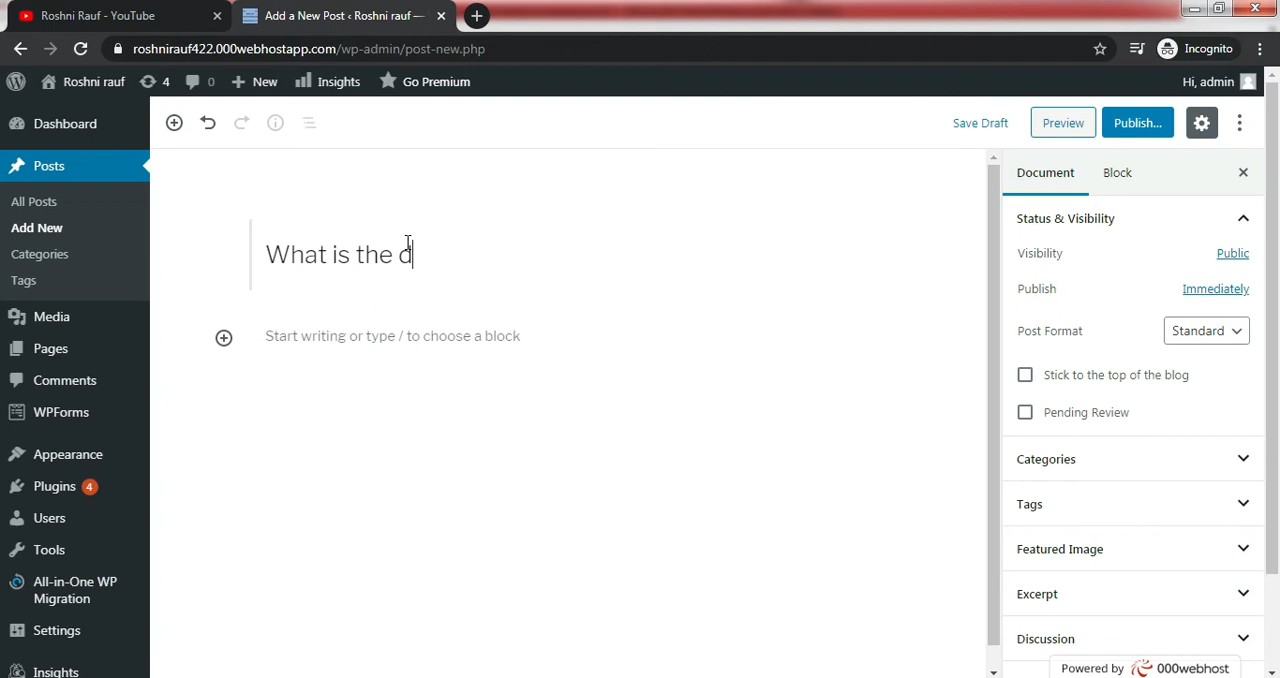 Roshni Rauf - YouTube
Add a New Post ‹ Roshni rauf —
roshnirauf422.000webhostapp.com/wp-admin/post-new.php
Incognito
Roshni rauf 4 0 New Insights Go Premium
Hi, admin
Dashboard
Posts
All Posts
Add New
Categories
Tags
Media
Pages
Comments
WPForms
Appearance
Plugins 4
Users
Tools
All-in-One WP
Migration
Settings
Insights
Save Draft
Preview
Publish...
What is the d
Start writing or type / to choose a block
Document
Block
Status & Visibility
Visibility
Public
Publish
Immediately
Post Format
Standard
Stick to the top of the blog
Pending Review
Categories
Tags
Featured Image
Excerpt
Discussion
Powered by 000webhost